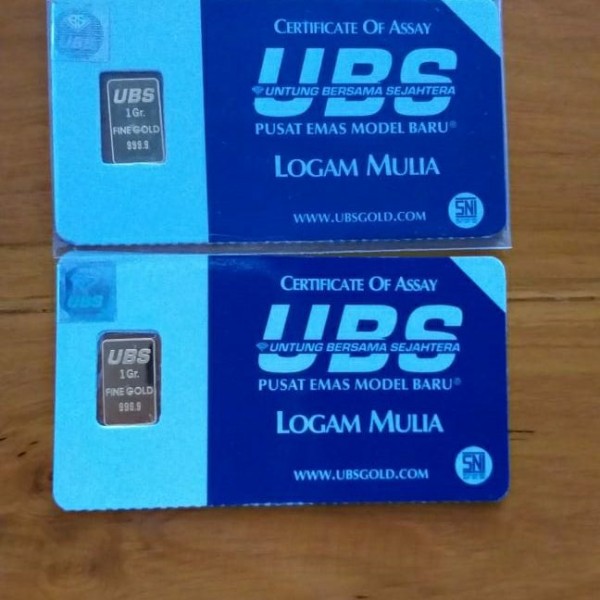 CERTIFICATE OF ASSAY
UBS
UNTUNG BERSAMA SEJAHTERA
PUSAT EMAS MODEL BARU®
LOGAM MULIA
WWW.UBSGOLD.COM
SNI
UBS
UBS
1 Gr.
FINE GOLD
999.9
CERTIFICATE OF ASSAY
UBS
UNTUNG BERSAMA SEJAHTERA
PUSAT EMAS MODEL BARU®
LOGAM MULIA
WWW.UBSGOLD.COM
SNI
UBS
UBS
1 Gr.
FINE GOLD
999.9